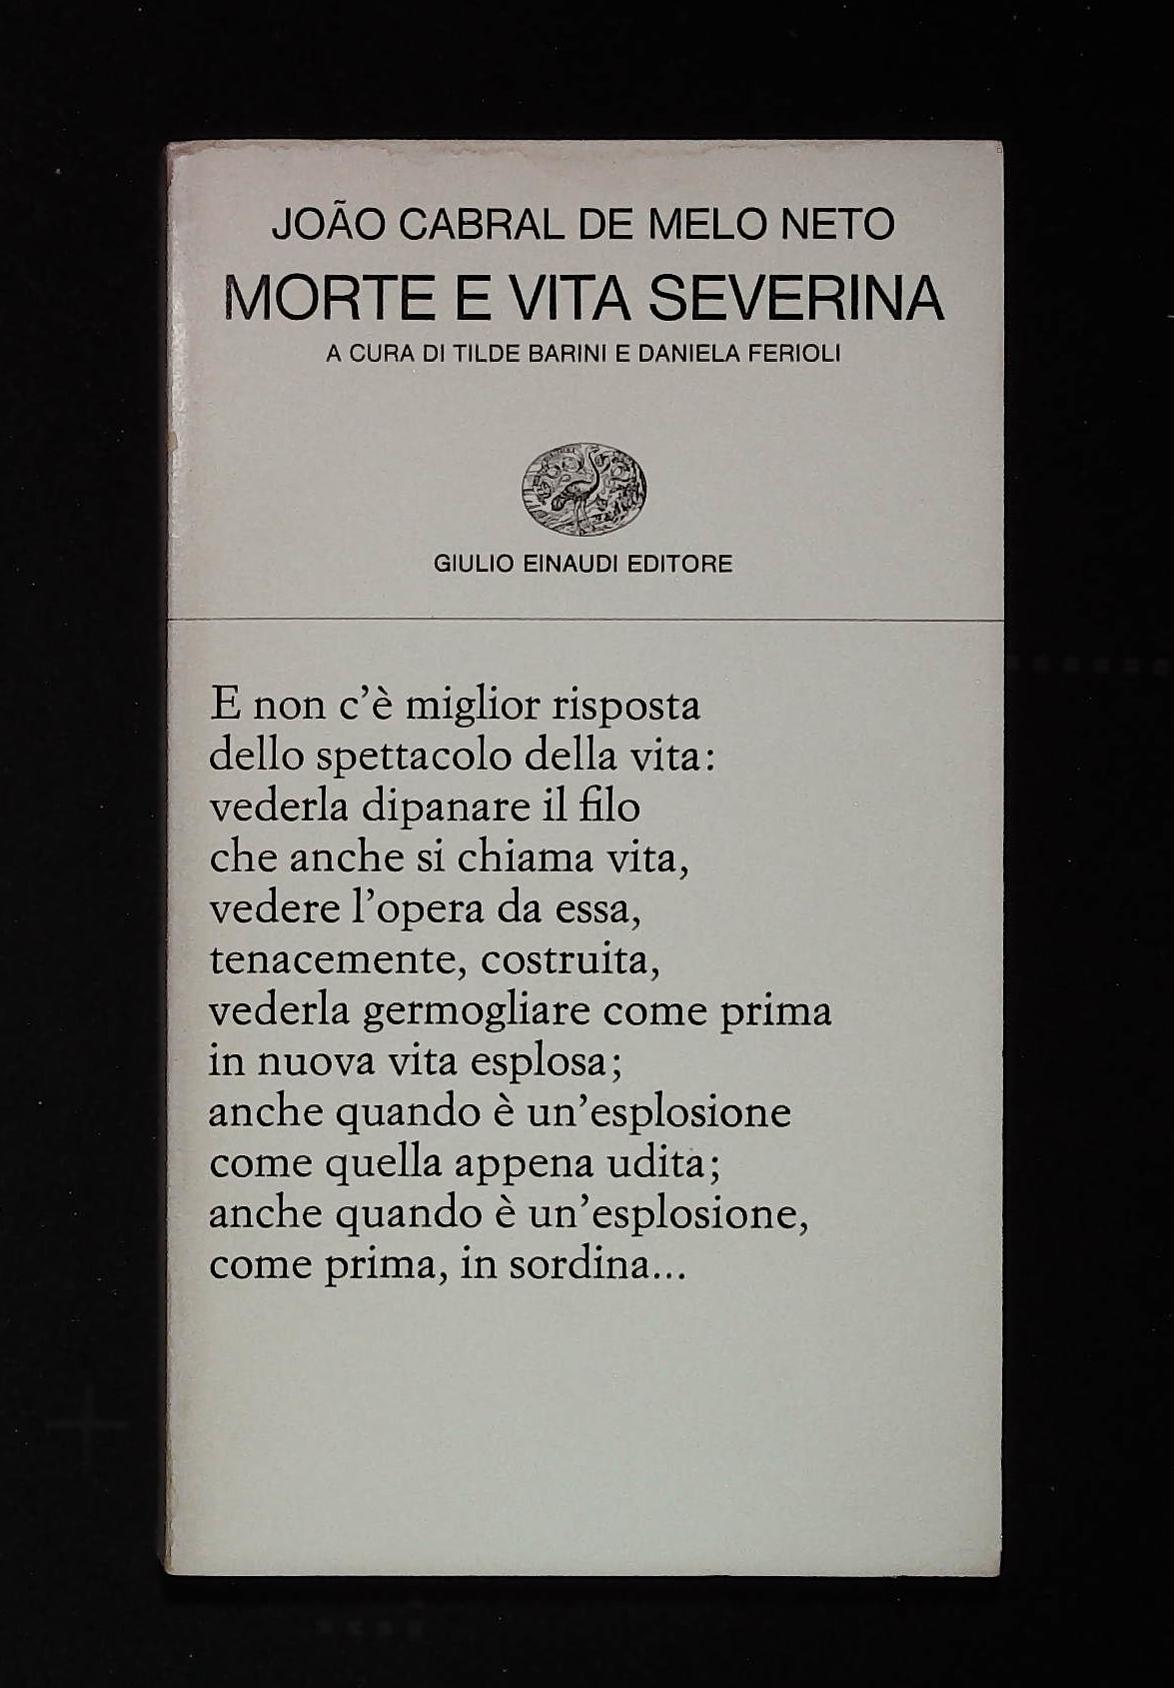 JOÃO CABRAL DE MELO NETO
MORTE E VITA SEVERINA
A CURA DI TILDE BARINI E DANIELA FERIOLI
GIULIO EINAUDI EDITORE
E non c'è miglior risposta
dello spettacolo della vita:
vederla dipanare il filo
che anche si chiama vita,
vedere l'opera da essa,
tenacemente, costruita,
vederla germogliare come prima
in nuova vita esplosa;
anche quando è un'esplosione
come quella appena udita;
anche quando è un'esplosione,
come prima, in sordina...